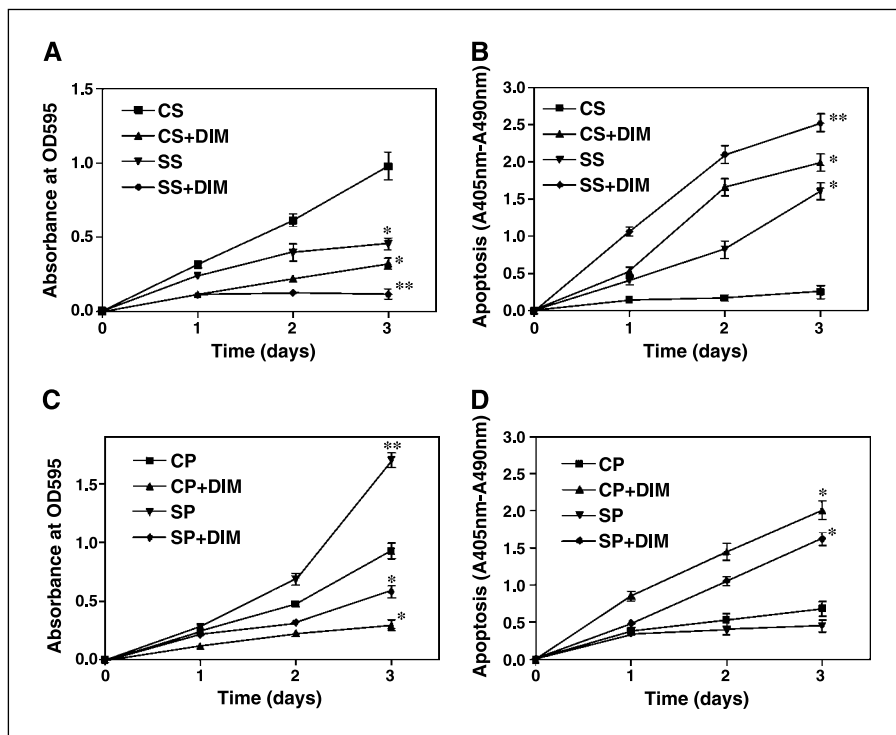 A
Absorbance at OD595
1.5
1.0
0.5
0.0
CS
CS+DIM
SS
SS+DIM
*
*
**
0 1 2 3
Time (days)
B
Apoptosis (A405nm-A490nm)
3.0
2.5
2.0
1.5
1.0
0.5
0.0
CS
CS+DIM
SS
SS+DIM
**
*
*
0 1 2 3
Time (days)
C
Absorbance at OD595
1.5
1.0
0.5
0.0
CP
CP+DIM
SP
SP+DIM
**
*
*
0 1 2 3
Time (days)
D
Apoptosis (A405nm-A490nm)
3.0
2.5
2.0
1.5
1.0
0.5
0.0
CP
CP+DIM
SP
SP+DIM
*
*
0 1 2 3
Time (days)